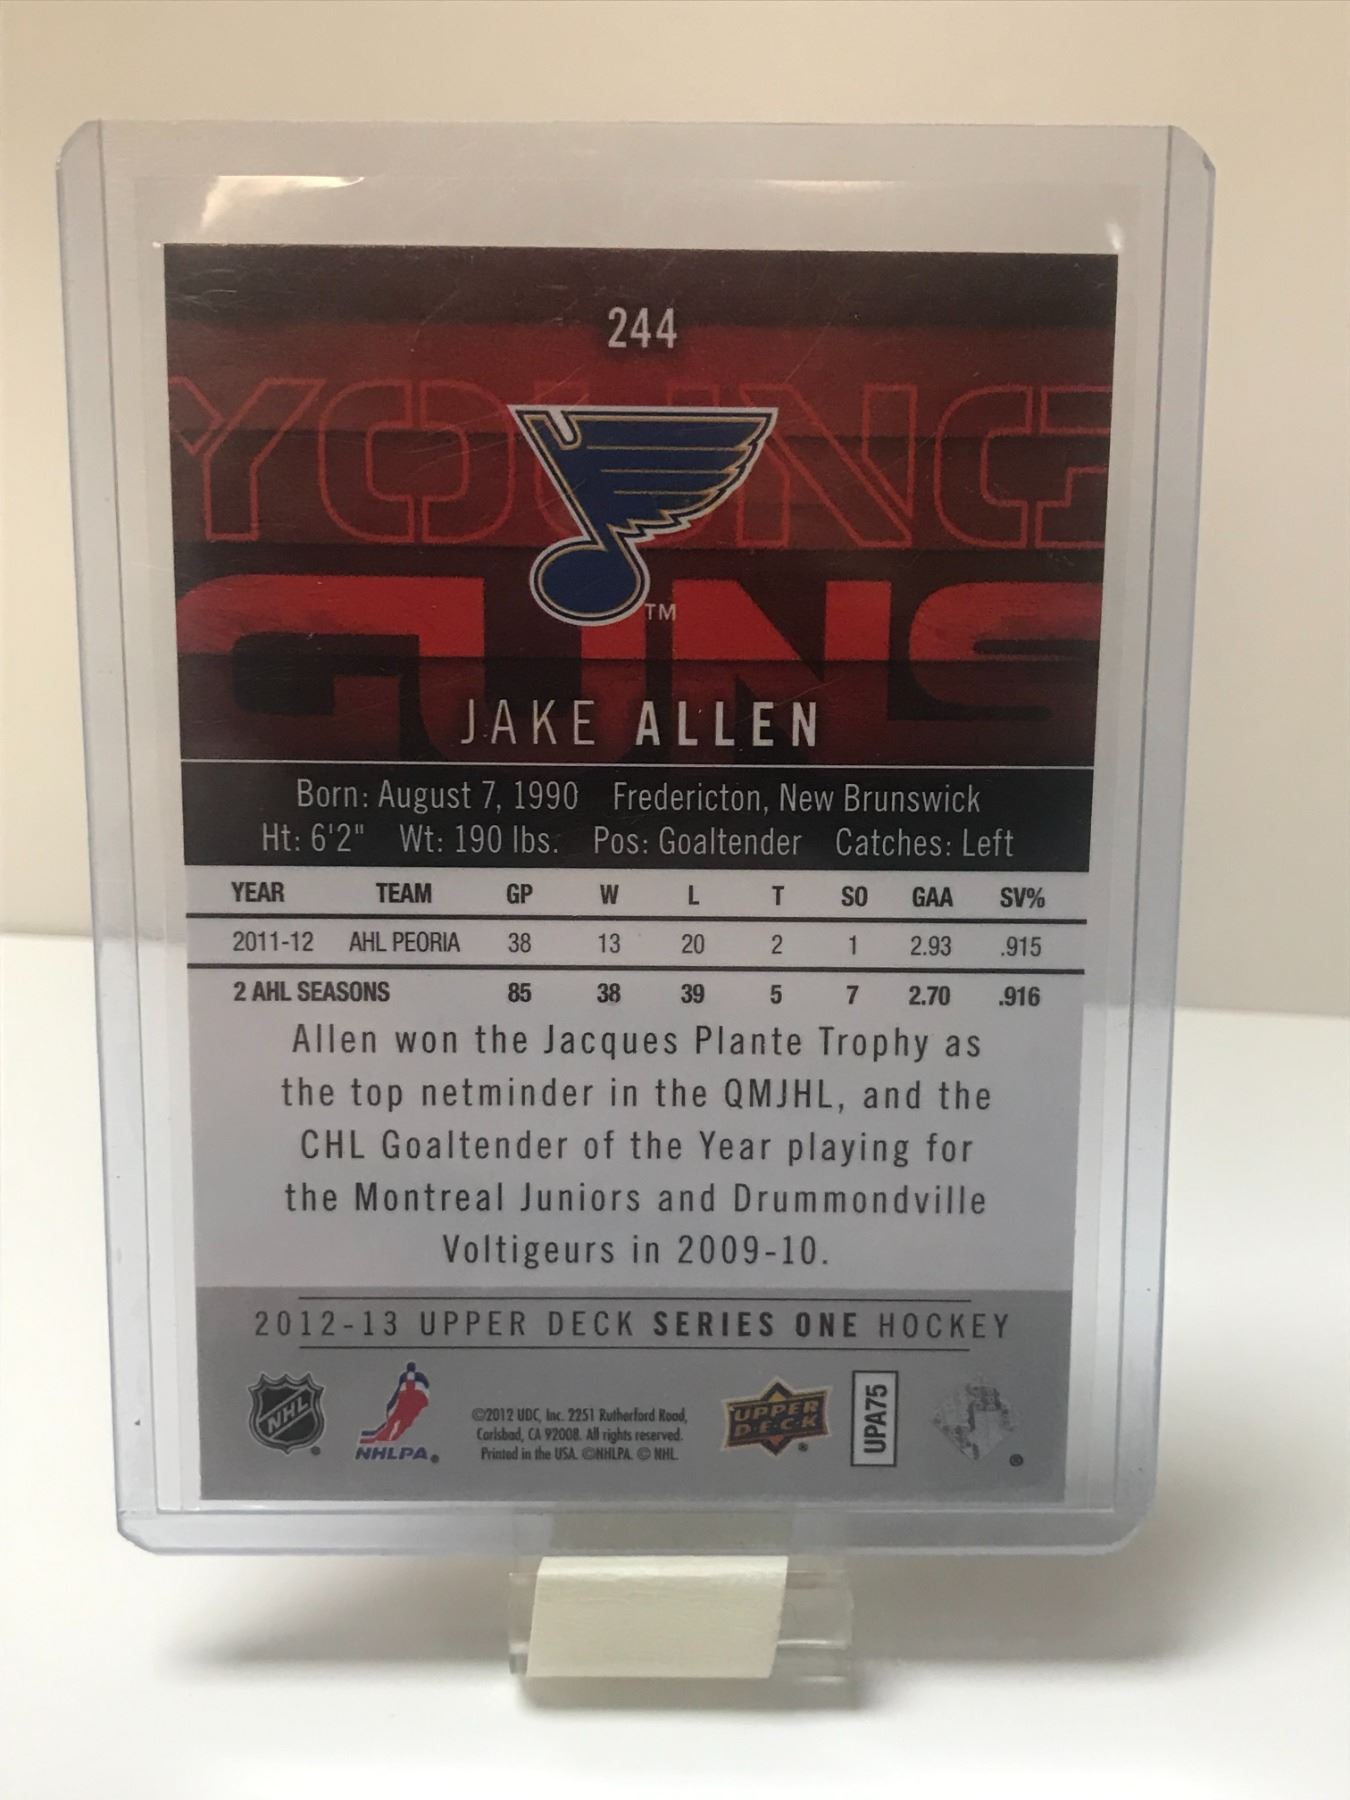 244
YOUNG
GUNS
TM
JAKE ALLEN
Born: August 7, 1990 Fredericton, New Brunswick
Ht: 6'2" Wt: 190 lbs. Pos: Goaltender Catches: Left
YEAR TEAM GP W L T SO GAA SV%
2011-12 AHL PEORIA 38 13 20 2 1 2.93 .915
2 AHL SEASONS 85 38 39 5 7 2.70 .916
Allen won the Jacques Plante Trophy as
the top netminder in the QMJHL, and the
CHL Goaltender of the Year playing for
the Montreal Juniors and Drummondville
Voltigeurs in 2009-10.
2012-13 UPPER DECK SERIES ONE HOCKEY
NHL ®
NHLPA®
©2012 UDC, Inc. 2251 Rutherford Road,
Carlsbad, CA 92008. All rights reserved.
Printed in the USA. ©NHLPA. © NHL.
UPPER
D·E·C·K ®
UPA75
®